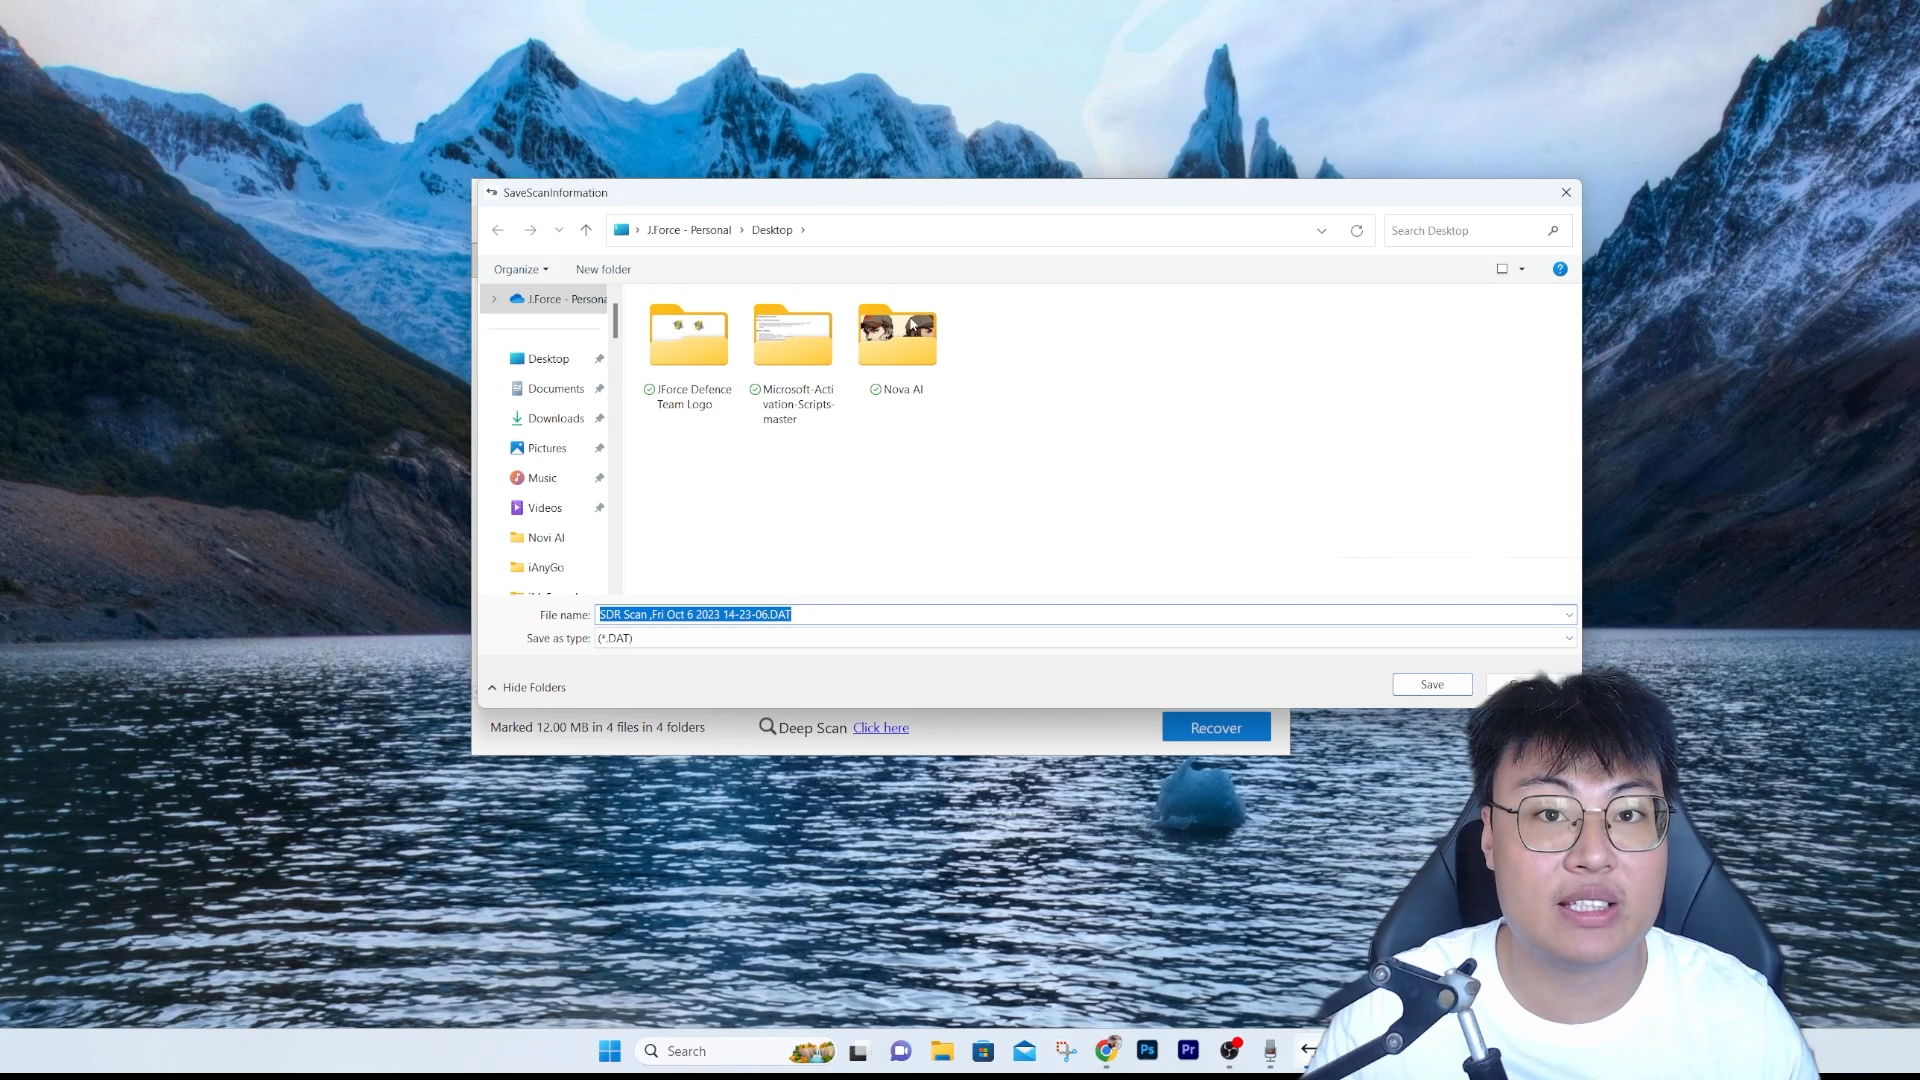 SaveScanInformation
J.Force - Personal
Desktop
Search Desktop
Organize
New folder
J.Force - Persona
Desktop
Documents
Downloads
Pictures
Music
Videos
Novi AI
iAnyGo
JForce Defence
Team Logo
Microsoft-Acti
vation-Scripts-
master
Nova AI
File name: SDR Scan ,Fri Oct 6 2023 14-23-06.DAT
Save as type: (*.DAT)
Hide Folders
Save
Marked 12.00 MB in 4 files in 4 folders
Deep Scan Click here
Recover
Search
Ps
Pr